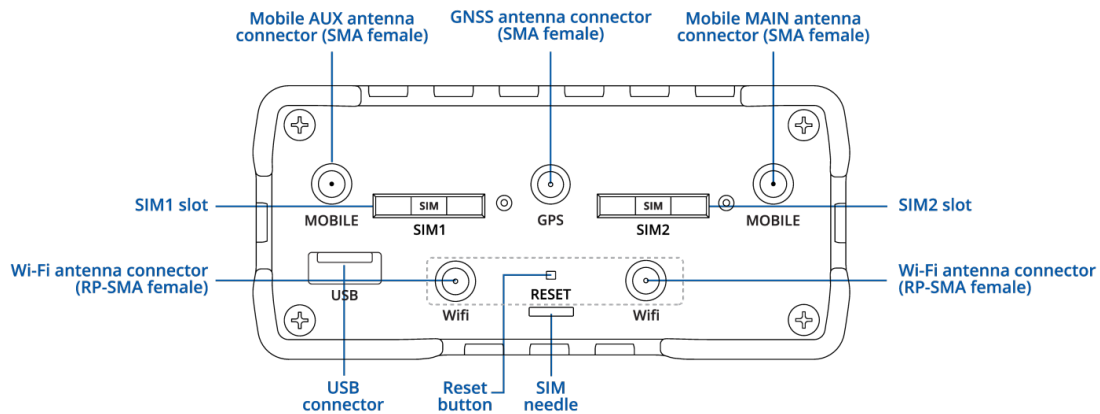 Mobile AUX antenna
connector (SMA female)
GNSS antenna connector
(SMA female)
Mobile MAIN antenna
connector (SMA female)
SIM1 slot
SIM
SIM
SIM2 slot
MOBILE
SIM1
GPS
SIM2
MOBILE
Wi-Fi antenna connector
(RP-SMA female)
USB
Wifi
RESET
Wifi
Wi-Fi antenna connector
(RP-SMA female)
USB
connector
Reset
button
SIM
needle